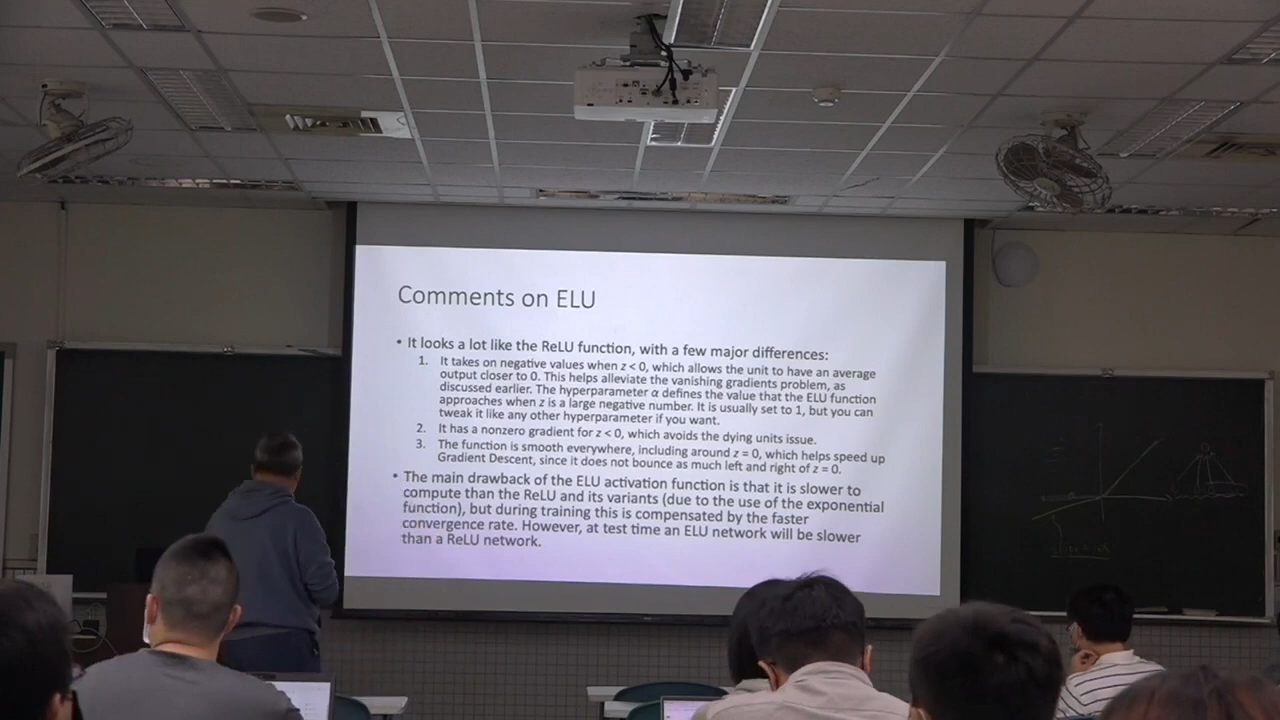 Comments on ELU
• It looks a lot like the ReLU function, with a few major differences:
1. It takes on negative values when z < 0, which allows the unit to have an average
output closer to 0. This helps alleviate the vanishing gradients problem, as
discussed earlier. The hyperparameter α defines the value that the ELU function
approaches when z is a large negative number. It is usually set to 1, but you can
tweak it like any other hyperparameter if you want.
2. It has a nonzero gradient for z < 0, which avoids the dying units issue.
3. The function is smooth everywhere, including around z = 0, which helps speed up
Gradient Descent, since it does not bounce as much left and right of z = 0.
• The main drawback of the ELU activation function is that it is slower to
compute than the ReLU and its variants (due to the use of the exponential
function), but during training this is compensated by the faster
convergence rate. However, at test time an ELU network will be slower
than a ReLU network.